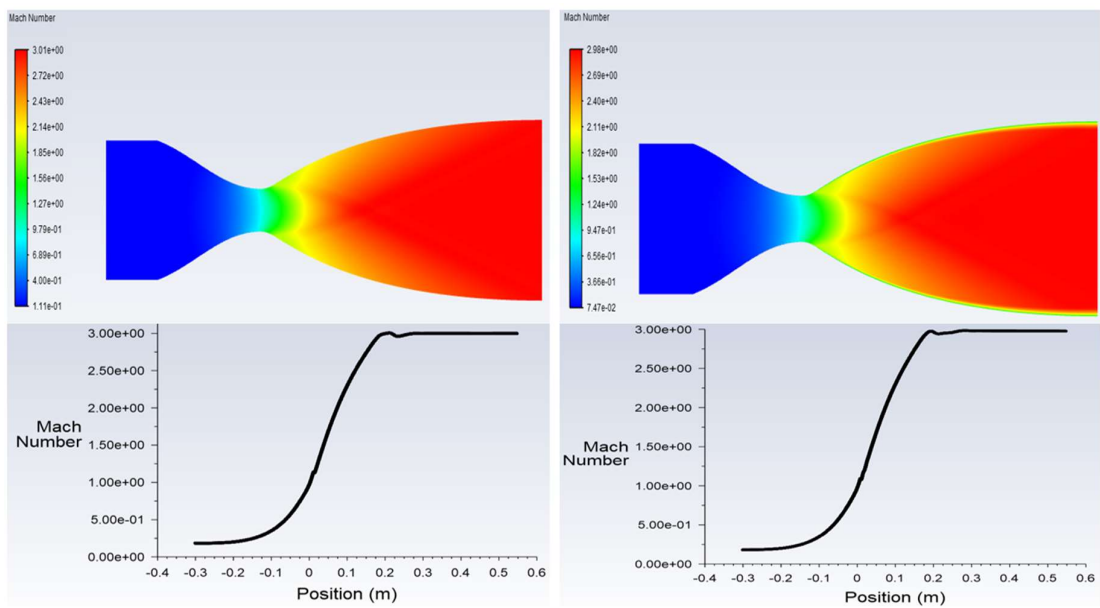 Mach Number
3.01e+00
2.72e+00
2.43e+00
2.14e+00
1.85e+00
1.56e+00
1.27e+00
9.79e-01
6.89e-01
4.00e-01
1.11e-01
3.00e+00
2.50e+00
2.00e+00
Mach
Number
1.50e+00
1.00e+00
5.00e-01
0.00e+00
-0.4 -0.3 -0.2 -0.1 0 0.1 0.2 0.3 0.4 0.5 0.6
Position (m)
Mach Number
2.98e+00
2.69e+00
2.40e+00
2.11e+00
1.82e+00
1.53e+00
1.24e+00
9.47e-01
6.56e-01
3.66e-01
7.47e-02
3.00e+00
2.50e+00
2.00e+00
Mach
Number
1.50e+00
1.00e+00
5.00e-01
0.00e+00
-0.4 -0.3 -0.2 -0.1 0 0.1 0.2 0.3 0.4 0.5 0.6
Position (m)